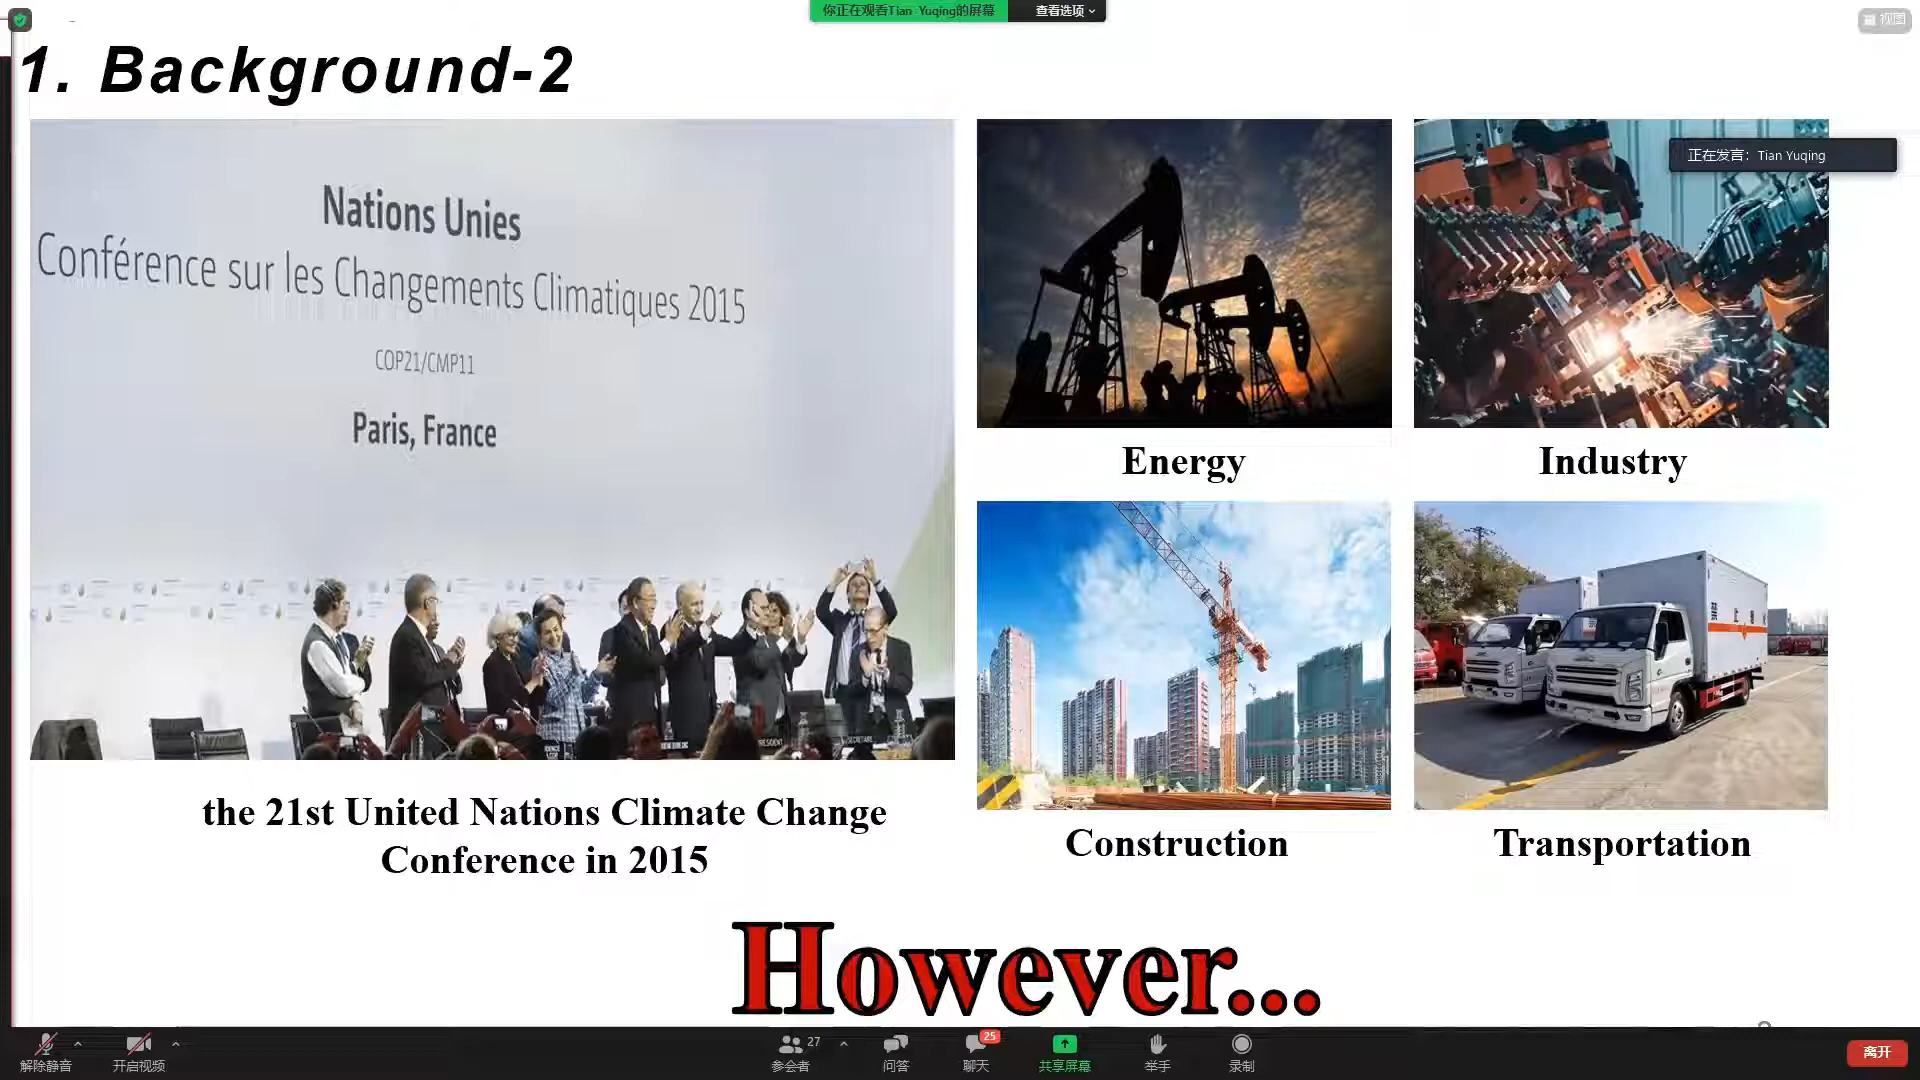 你正在观看Tian Yuqing的屏幕
查看选项
视图
1. Background-2
正在发言: Tian Yuqing
Nations Unies
Conférence sur les Changements Climatiques 2015
COP21/CMP11
Paris, France
Energy
Industry
the 21st United Nations Climate Change
Conference in 2015
Construction
Transportation
However...
解除静音
开启视频
27
参会者
问答
25
聊天
共享屏幕
举手
录制
离开